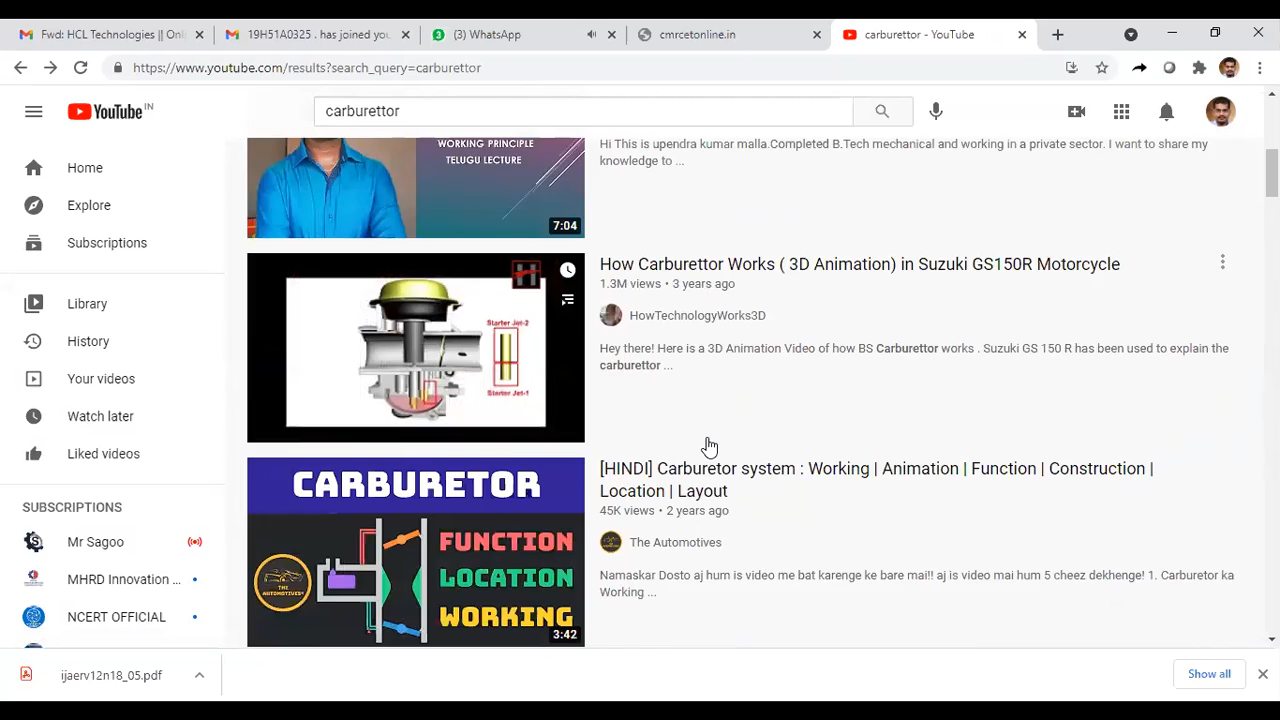 Fwd: HCL Technologies || Onl
19H51A0325 . has joined you
3
(3) WhatsApp
cmrcetonline.in
carburettor - YouTube
https://www.youtube.com/results?search_query=carburettor
YouTube IN
carburettor
WORKING PRINCIPLE
TELUGU LECTURE
7:04
Hi This is upendra kumar malla.Completed B.Tech mechanical and working in a private sector. I want to share my
knowledge to ...
Home
Explore
Subscriptions
Library
History
Your videos
Watch later
Liked videos
SUBSCRIPTIONS
Mr Sagoo
MHRD Innovation ...
NCERT OFFICIAL
Starter Jet-2
Starter Jet-1
How Carburettor Works ( 3D Animation) in Suzuki GS150R Motorcycle
1.3M views • 3 years ago
HowTechnologyWorks3D
Hey there! Here is a 3D Animation Video of how BS Carburettor works . Suzuki GS 150 R has been used to explain the
carburettor ...
CARBURETOR
FUNCTION
LOCATION
WORKING
THE
AUTOMOTIVES
3:42
[HINDI] Carburetor system : Working | Animation | Function | Construction |
Location | Layout
45K views • 2 years ago
The Automotives
Namaskar Dosto aj hum is video me bat karenge ke bare mai!! aj is video mai hum 5 cheez dekhenge! 1. Carburetor ka
Working ...
ijaerv12n18_05.pdf
Show all